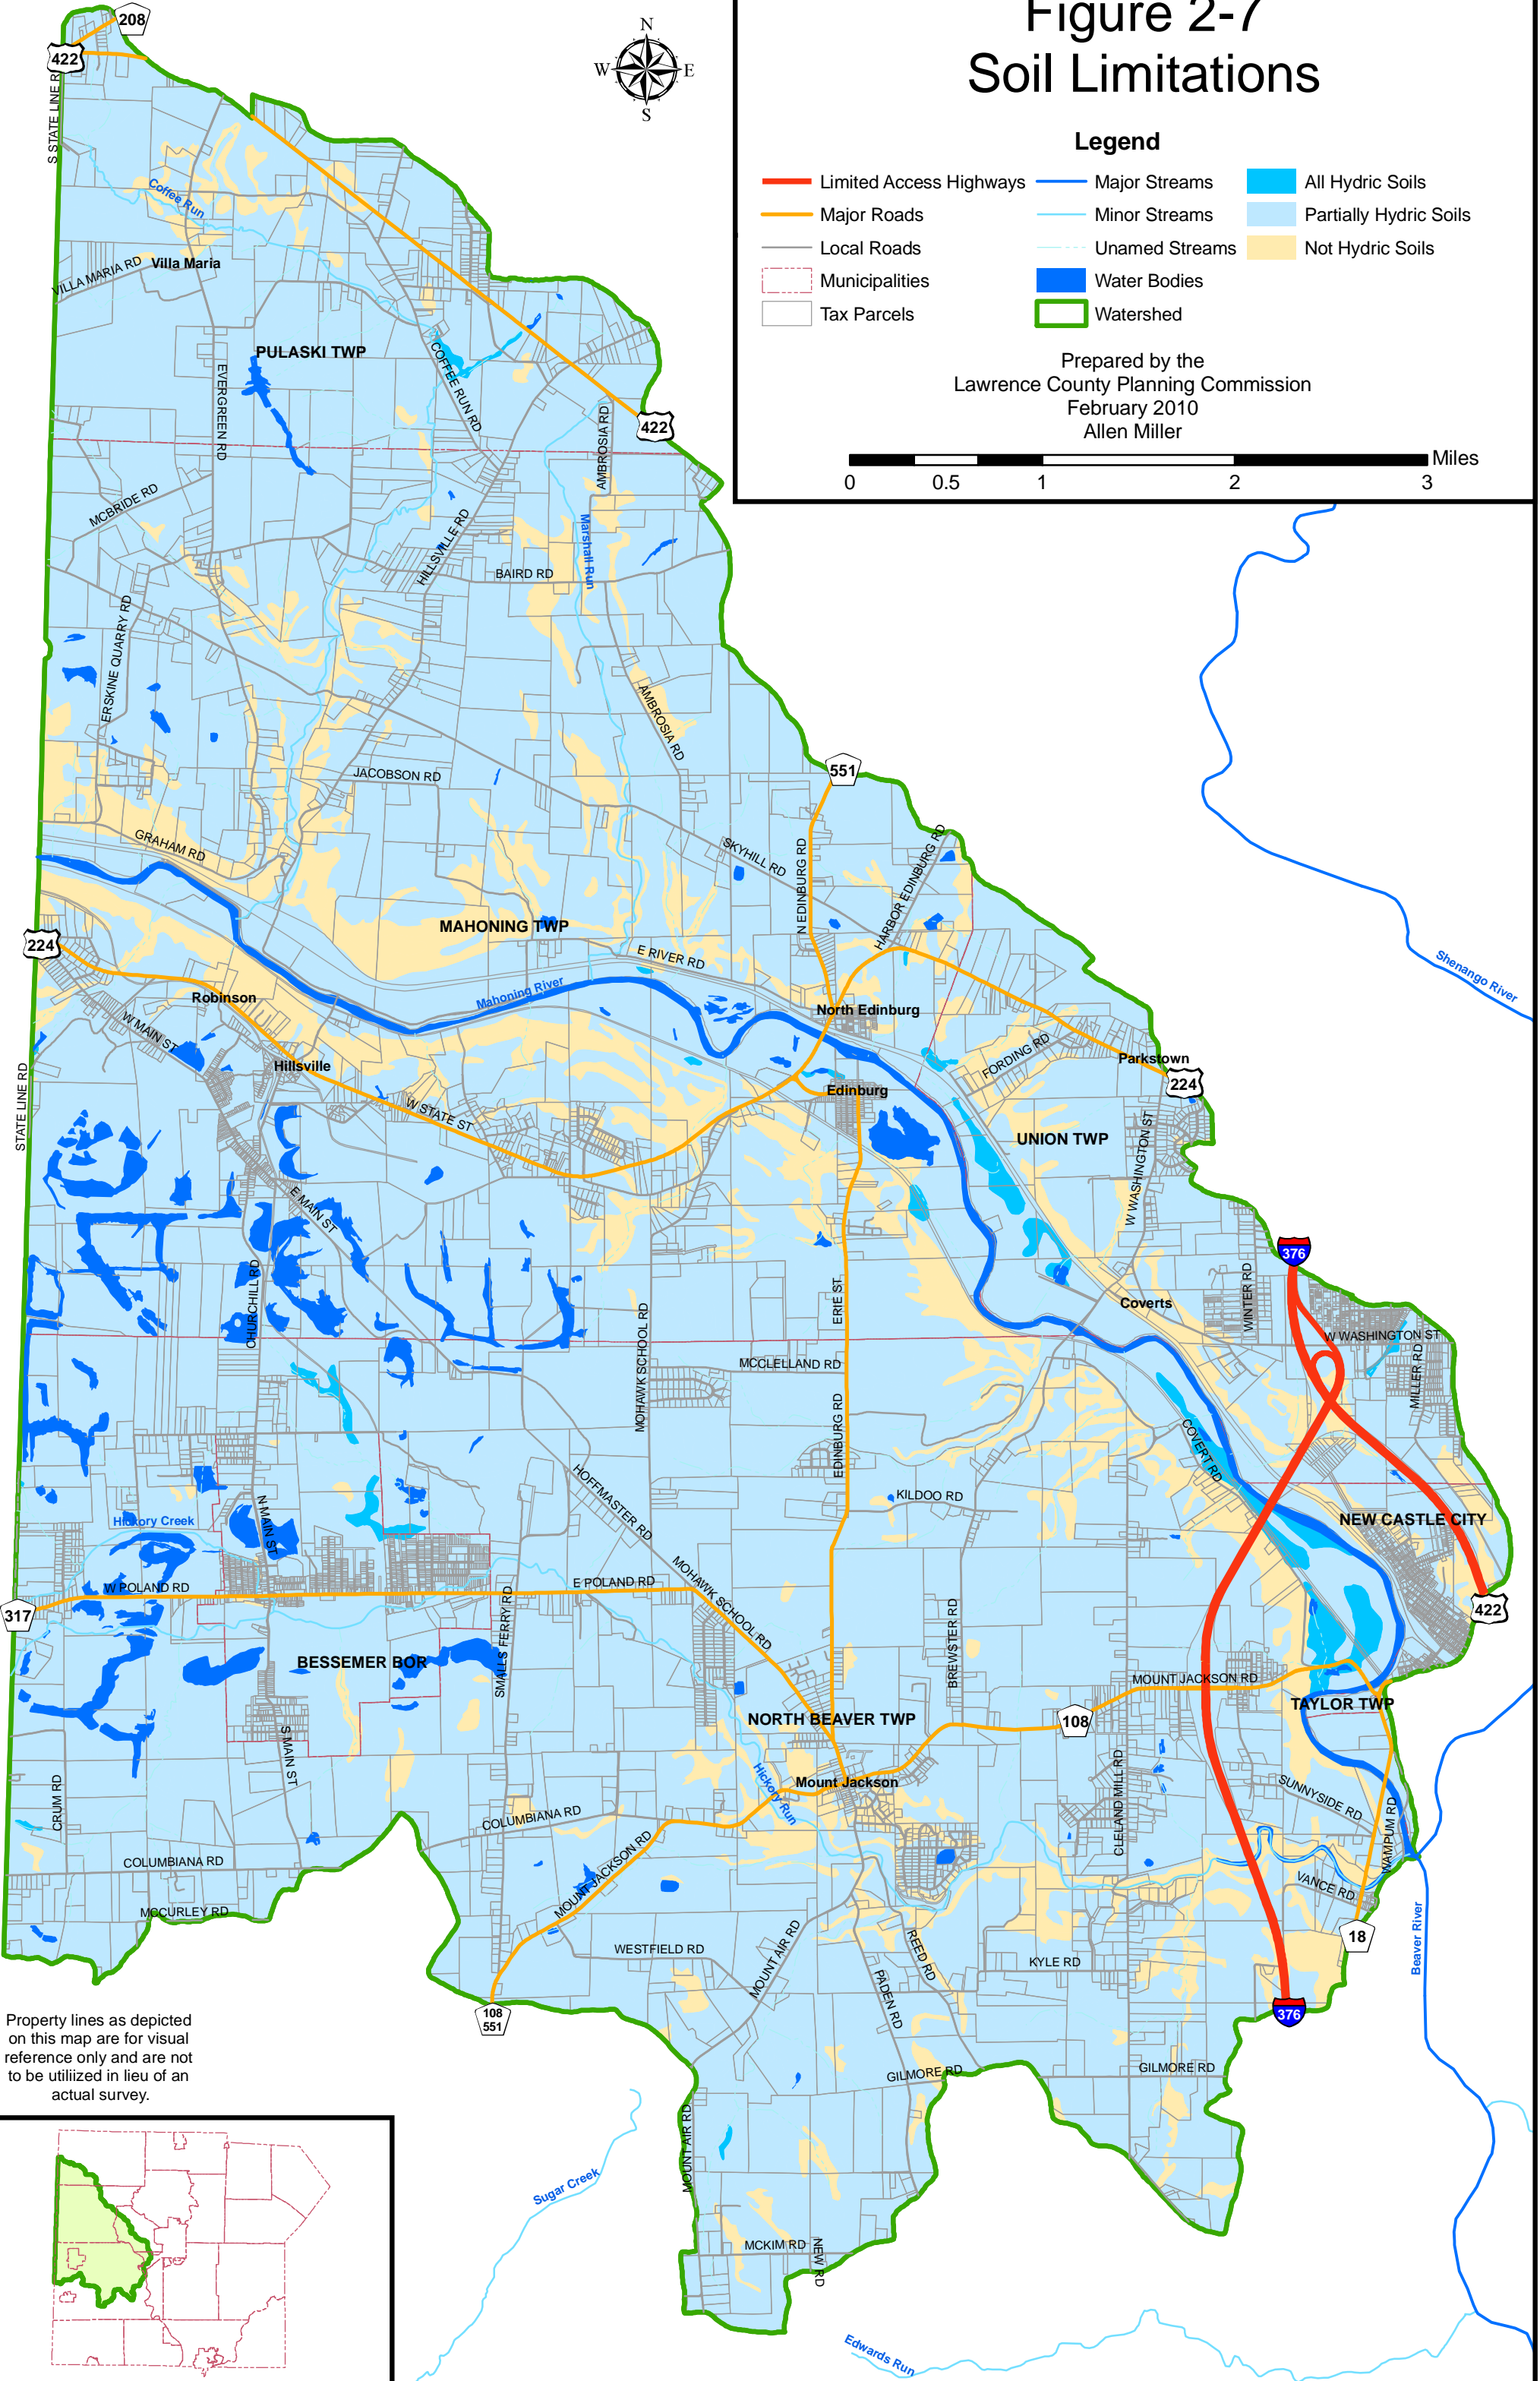 Figure 2-7
Soil Limitations
Legend
Limited Access Highways
Major Roads
Local Roads
Municipalities
Tax Parcels
Major Streams
Minor Streams
Unamed Streams
Water Bodies
Watershed
All Hydric Soils
Partially Hydric Soils
Not Hydric Soils
Prepared by the
Lawrence County Planning Commission
February 2010
Allen Miller
Miles
0 0.5 1 2 3
N
W E
S
208
422
S STATE LINE R
Coffee Run
VILLA MARIA RD
Villa Maria
PULASKI TWP
EVERGREEN RD
COFFEE RUN RD
422
AMBROSIA RD
MCBRIDE RD
HILLSVILLE RD
Marshall Run
BAIRD RD
ERSKINE QUARRY RD
AMBROSIA RD
551
JACOBSON RD
GRAHAM RD
SKYHILL RD
N EDINBURG RD
HARBOR EDINBURG RD
MAHONING TWP
224
E RIVER RD
Shenango River
Robinson
Mahoning River
North Edinburg
W MAIN ST
Hillsville
FORDING RD
Parkstown
224
STATE LINE RD
Edinburg
W STATE ST
UNION TWP
W WASHINGTON ST
E MAIN ST
376
CHURCHILL RD
ERIE ST
WINTER RD
Coverts
MOHAWK SCHOOL RD
W WASHINGTON ST
MCCLELLAND RD
MILLER RD
EDINBURG RD
COVERT RD
HOFFMASTER RD
KILDOO RD
N MAIN ST
Hickory Creek
NEW CASTLE CITY
W POLAND RD
E POLAND RD
MOHAWK SCHOOL RD
317
422
SMALLS FERRY RD
BREWSTER RD
BESSEMER BOR
MOUNT JACKSON RD
TAYLOR TWP
NORTH BEAVER TWP
108
S MAIN ST
Hickory Run
Mount Jackson
CRUM RD
CLELAND MILL RD
SUNNYSIDE RD
COLUMBIANA RD
WAMPUM RD
MOUNT JACKSON RD
COLUMBIANA RD
VANCE RD
MCCURLEY RD
18
Beaver River
WESTFIELD RD
MOUNT AIR RD
REED RD
KYLE RD
PADEN RD
108
551
376
GILMORE RD
GILMORE RD
Property lines as depicted
on this map are for visual
reference only and are not
to be utiliized in lieu of an
actual survey.
MOUNT AIR RD
Sugar Creek
MCKIM RD
NEW RD
Edwards Run